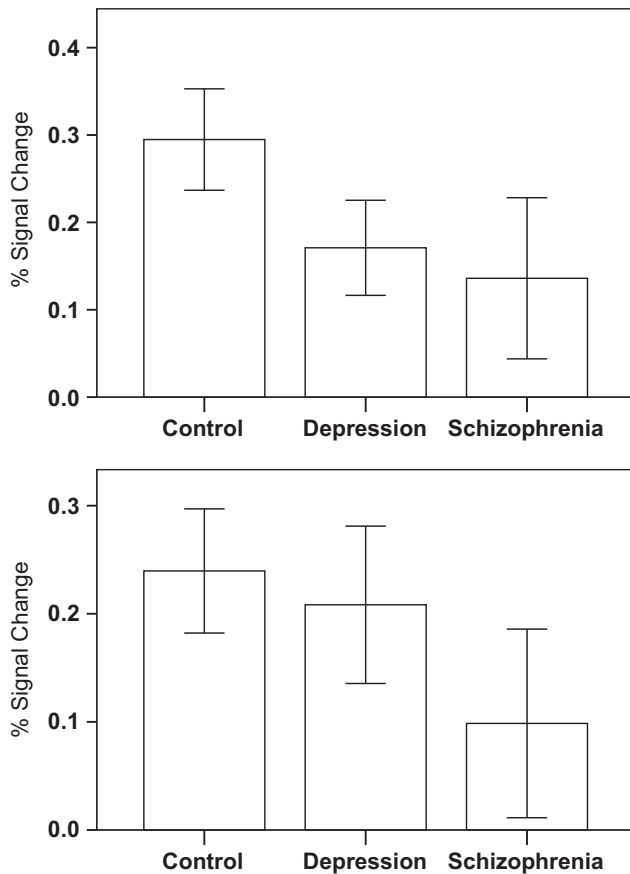 % Signal Change
0.4
0.3
0.2
0.1
0.0
Control Depression Schizophrenia
% Signal Change
0.3
0.2
0.1
0.0
Control Depression Schizophrenia